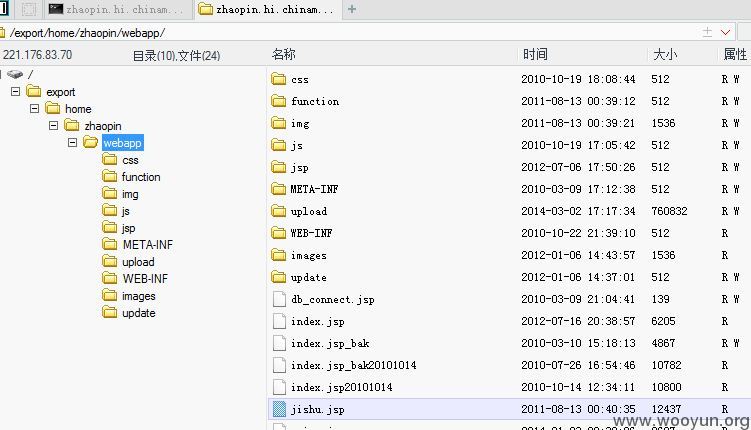 zhaopin.hi.chinam... zhaopin.hi.chinam...
/export/home/zhaopin/webapp/
221.176.83.70 目录(10),文件(24) 名称 时间 大小 属性
/
export
home
zhaopin
webapp
css
function
img
js
jsp
META-INF
upload
WEB-INF
images
update
css 2010-10-19 18:08:44 512 R W
function 2011-08-13 00:39:12 512 R W
img 2011-08-13 00:39:21 1536 R W
js 2010-10-19 17:05:42 512 R W
jsp 2012-07-06 17:50:26 512 R W
META-INF 2010-03-09 17:12:38 512 R W
upload 2014-03-02 17:17:34 760832 R W
WEB-INF 2010-10-22 21:39:10 512 R
images 2012-01-06 14:43:57 1536 R
update 2012-01-06 14:37:01 512 R W
db_connect.jsp 2010-03-09 21:04:41 139 R W
index.jsp 2012-07-16 20:38:57 6205 R
index.jsp_bak 2010-03-10 15:18:13 4867 R W
index.jsp_bak20101014 2010-07-26 16:54:46 10782 R
index.jsp20101014 2010-10-14 12:34:11 10800 R
jishu.jsp 2011-08-13 00:40:35 12437 R
www.wooyun.org